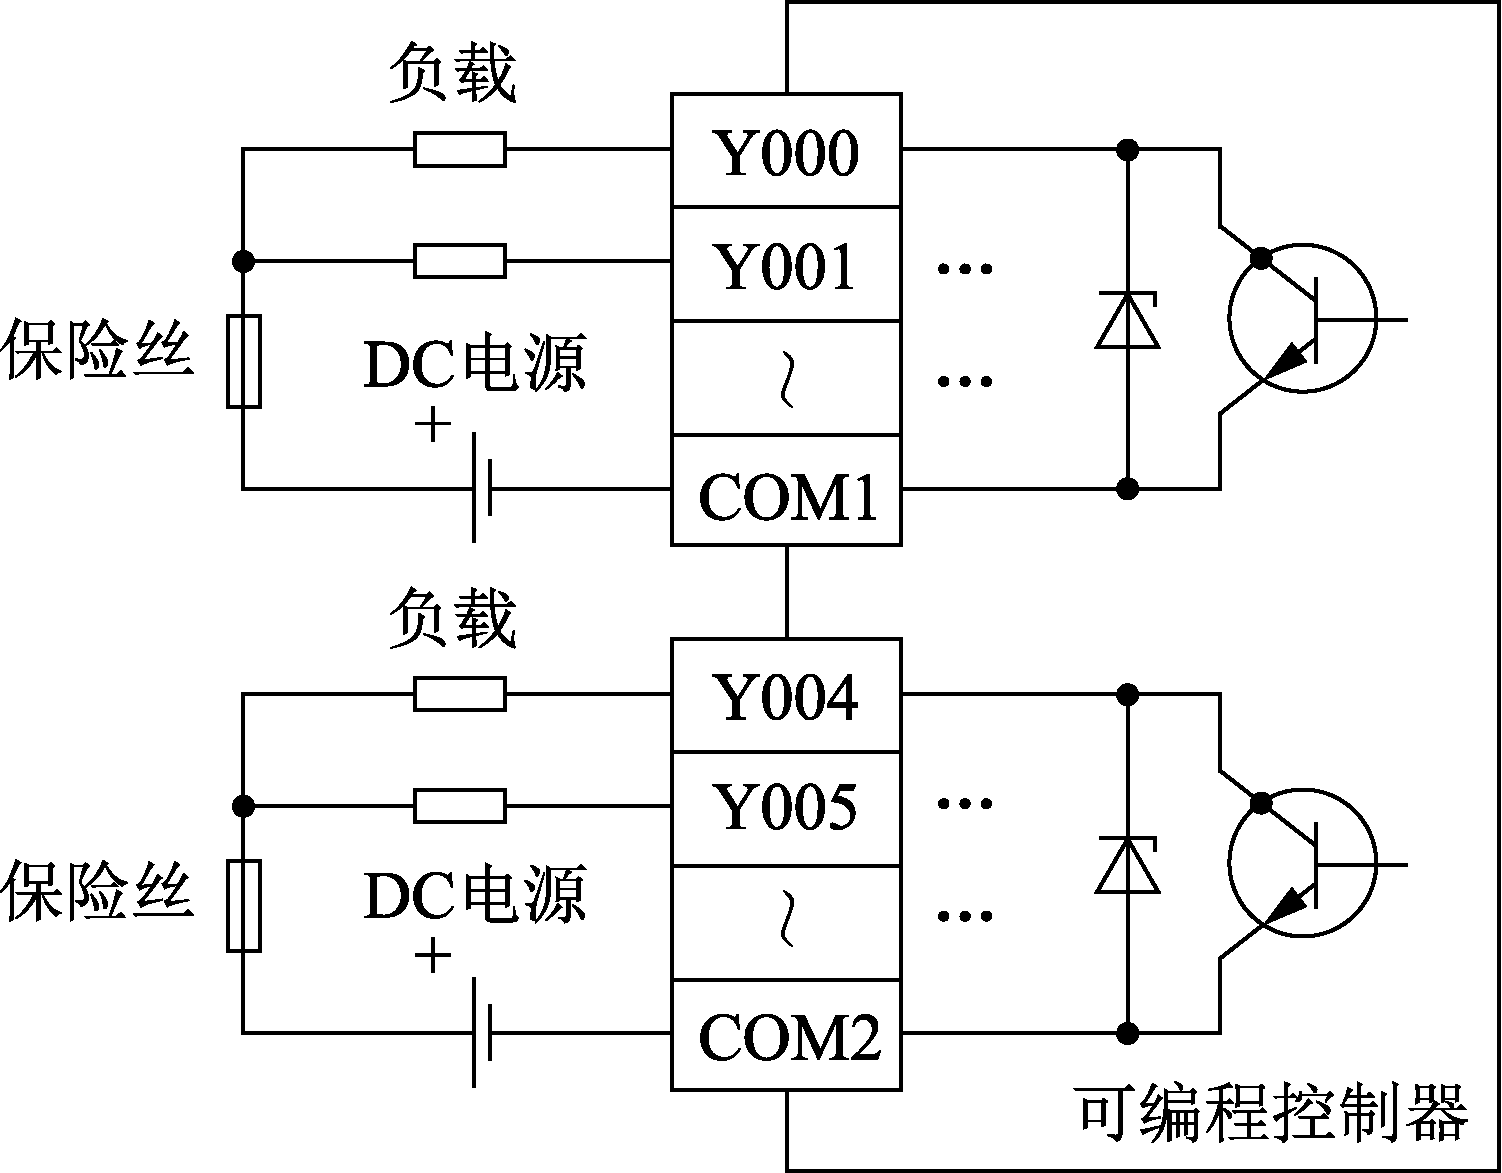 负载
Y000
Y001
保险丝
DC电源
+
~
COM1
负载
Y004
Y005
保险丝
DC电源
+
~
COM2
可编程控制器